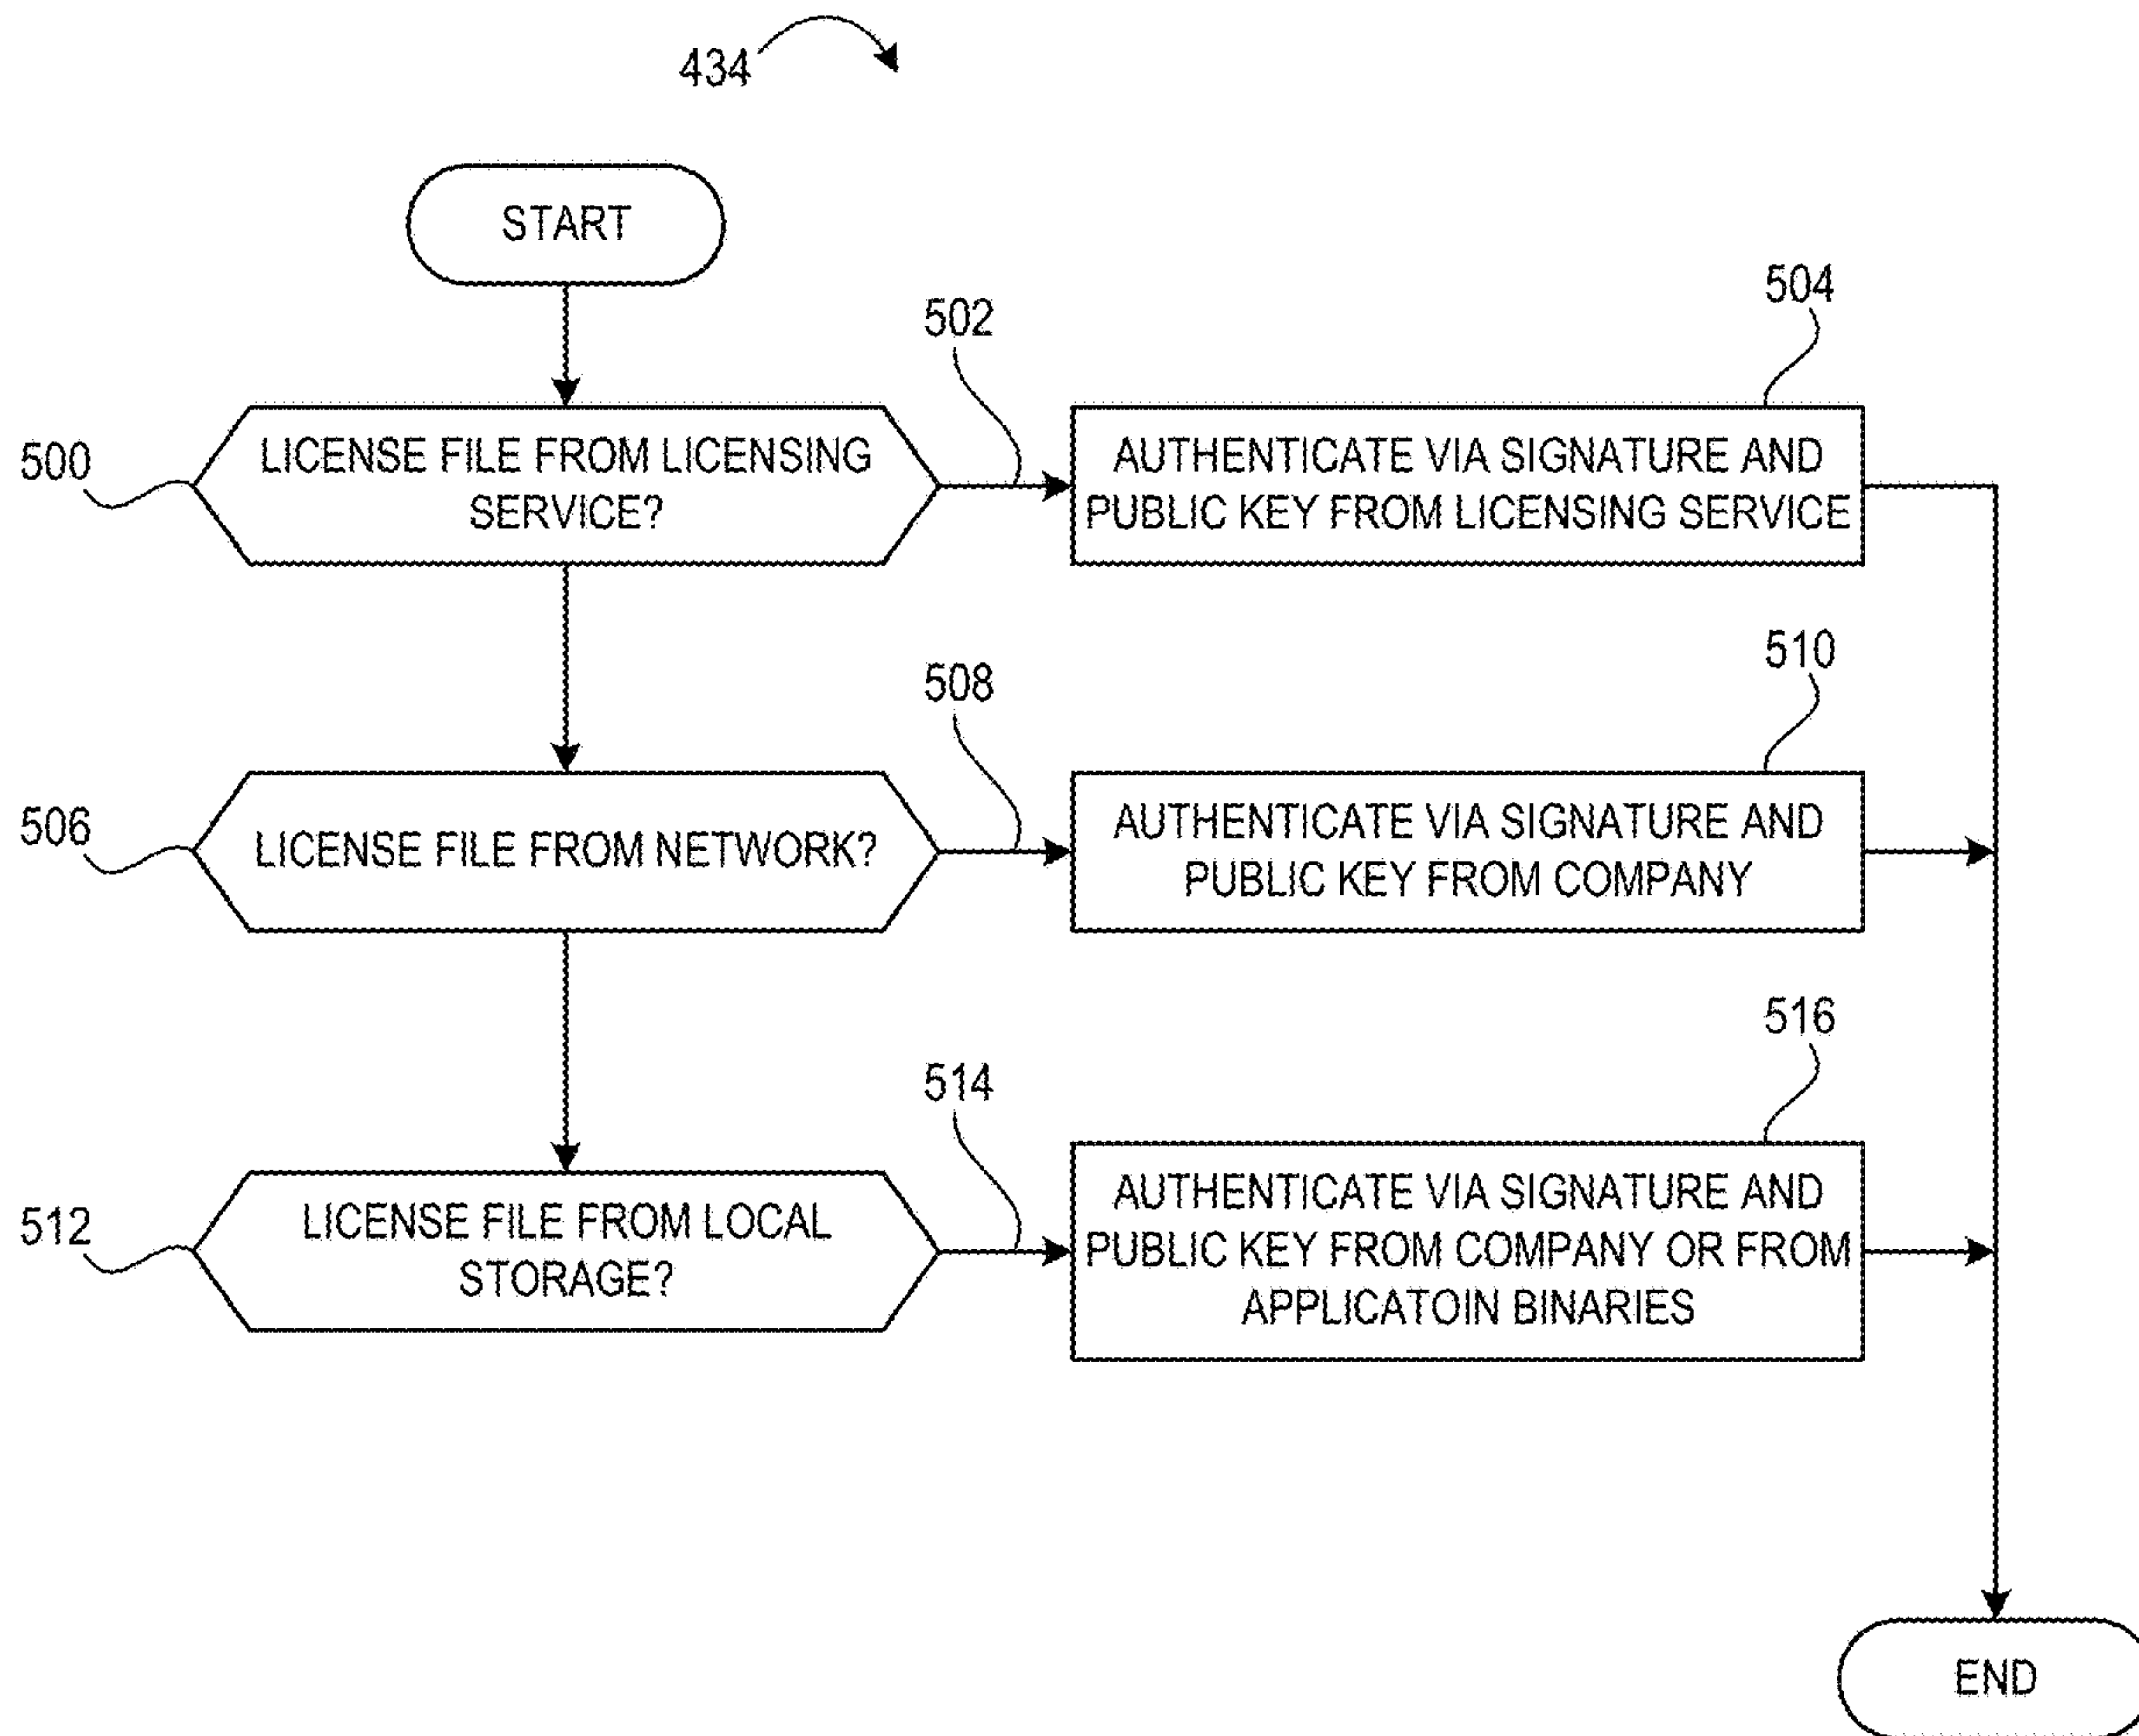 434
START
502
504
500
LICENSE FILE FROM LICENSING
SERVICE?
AUTHENTICATE VIA SIGNATURE AND
PUBLIC KEY FROM LICENSING SERVICE
508
510
506
LICENSE FILE FROM NETWORK?
AUTHENTICATE VIA SIGNATURE AND
PUBLIC KEY FROM COMPANY
514
516
512
LICENSE FILE FROM LOCAL
STORAGE?
AUTHENTICATE VIA SIGNATURE AND
PUBLIC KEY FROM COMPANY OR FROM
APPLICATOIN BINARIES
END